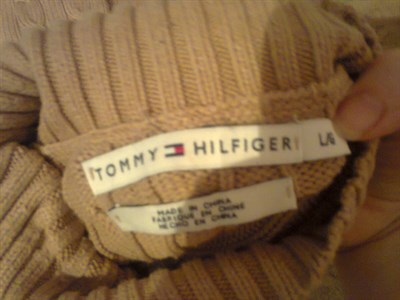 TOMMY HILFIGER L/G
MADE IN CHINA
FABRIQUÉ EN CHINE
HECHO EN CHINA